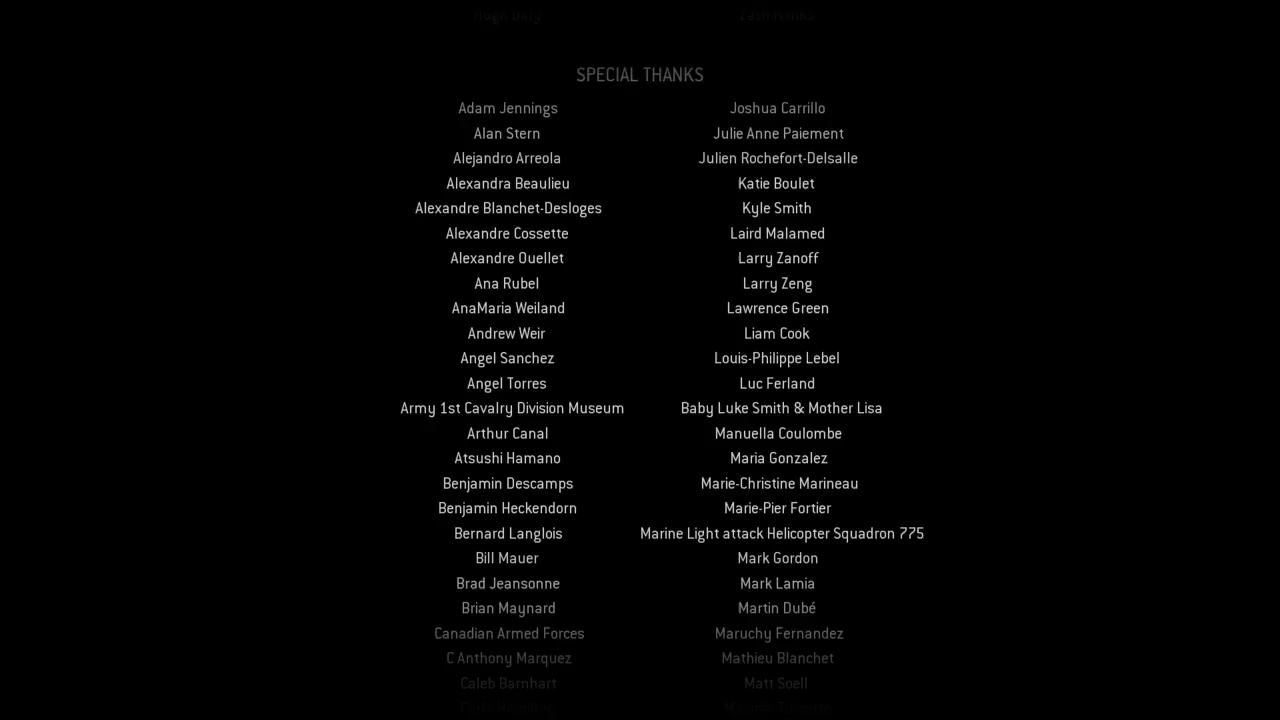 SPECIAL THANKS
Adam Jennings
Alan Stern
Alejandro Arreola
Alexandra Beaulieu
Alexandre Blanchet-Desloges
Alexandre Cossette
Alexandre Ouellet
Ana Rubel
AnaMaria Weiland
Andrew Weir
Angel Sanchez
Angel Torres
Army 1st Cavalry Division Museum
Arthur Canal
Atsushi Hamano
Benjamin Descamps
Benjamin Heckendorn
Bernard Langlois
Bill Mauer
Brad Jeansonne
Brian Maynard
Canadian Armed Forces
C Anthony Marquez
Caleb Barnhart
Joshua Carrillo
Julie Anne Paiement
Julien Rochefort-Delsalle
Katie Boulet
Kyle Smith
Laird Malamed
Larry Zanoff
Larry Zeng
Lawrence Green
Liam Cook
Louis-Philippe Lebel
Luc Ferland
Baby Luke Smith & Mother Lisa
Manuella Coulombe
Maria Gonzalez
Marie-Christine Marineau
Marie-Pier Fortier
Marine Light attack Helicopter Squadron 775
Mark Gordon
Mark Lamia
Martin Dubé
Maruchy Fernandez
Mathieu Blanchet
Matt Soell